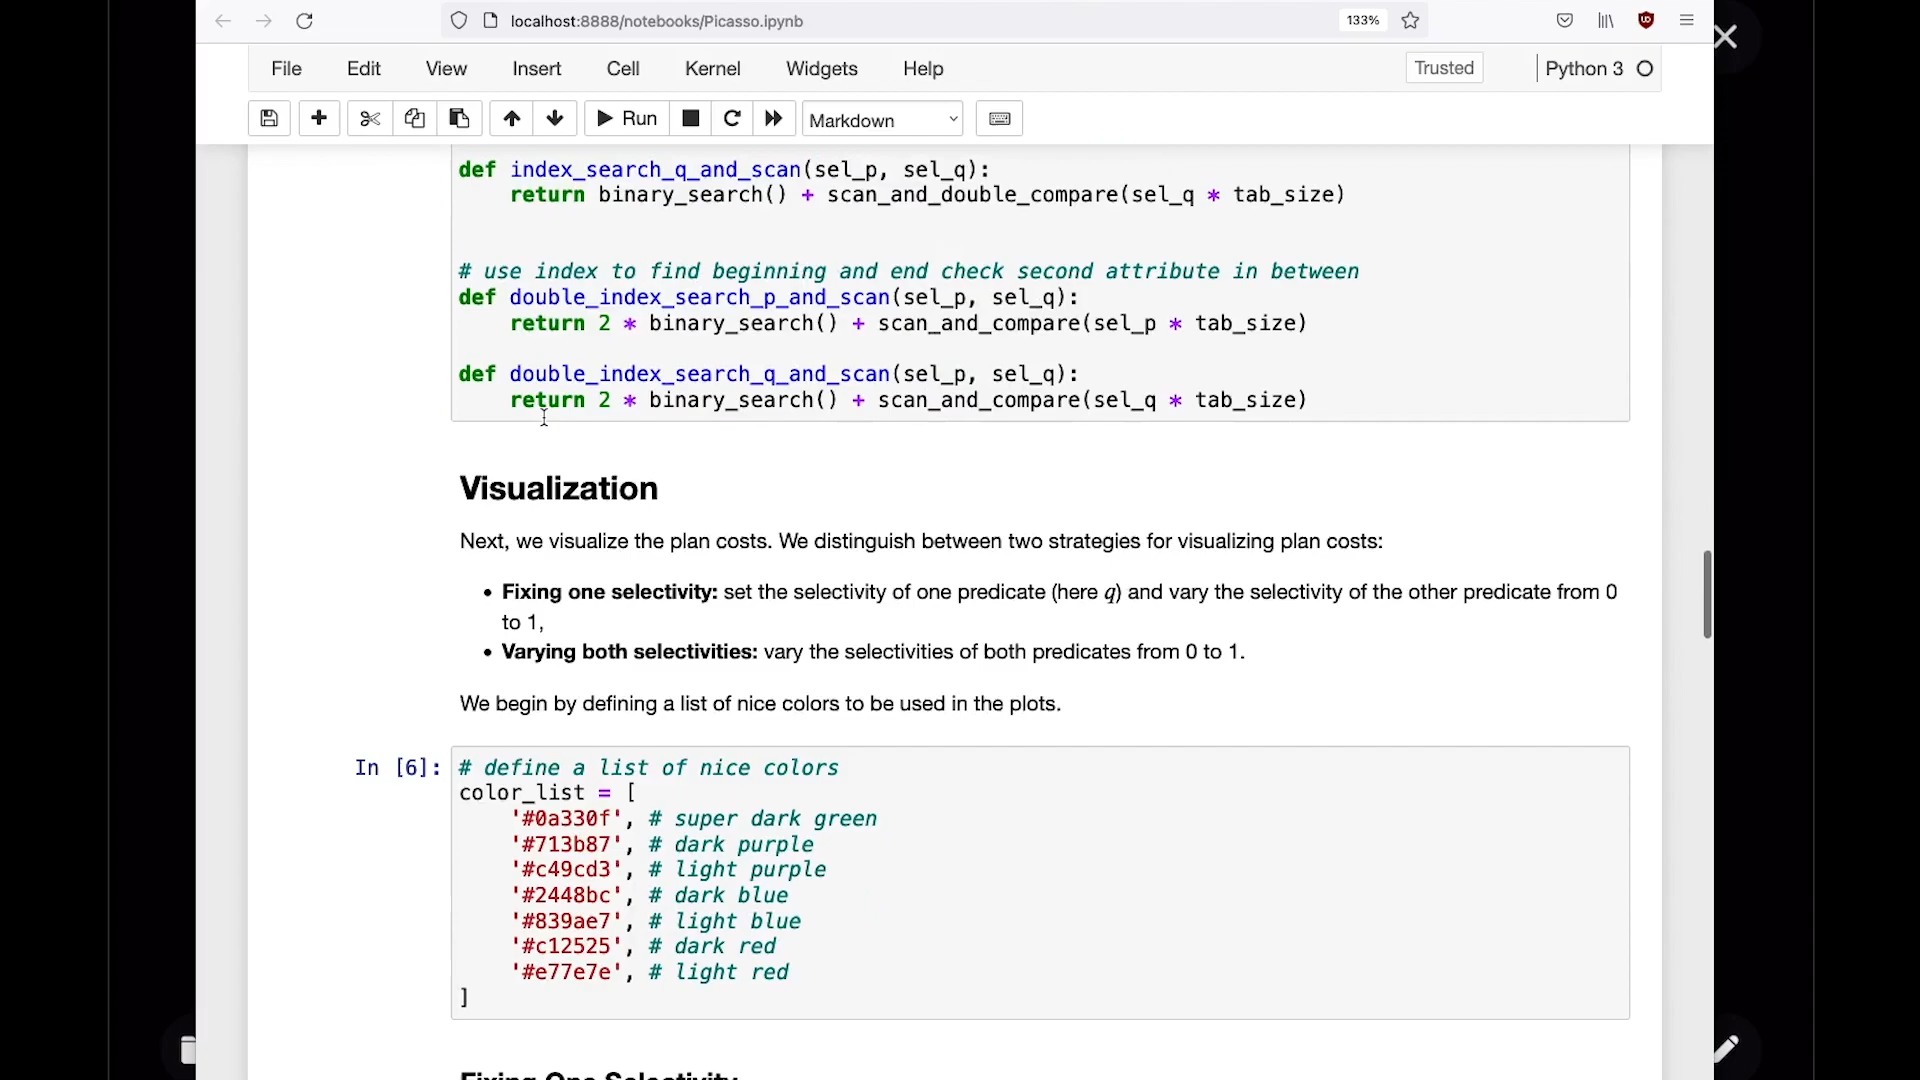 localhost:8888/notebooks/Picasso.ipynb
133%
File Edit View Insert Cell Kernel Widgets Help
Trusted
Python 3
Run
Markdown
def index_search_q_and_scan(sel_p, sel_q):
    return binary_search() + scan_and_double_compare(sel_q * tab_size)
# use index to find beginning and end check second attribute in between
def double_index_search_p_and_scan(sel_p, sel_q):
    return 2 * binary_search() + scan_and_compare(sel_p * tab_size)
def double_index_search_q_and_scan(sel_p, sel_q):
    return 2 * binary_search() + scan_and_compare(sel_q * tab_size)
Visualization
Next, we visualize the plan costs. We distinguish between two strategies for visualizing plan costs:
• Fixing one selectivity: set the selectivity of one predicate (here q) and vary the selectivity of the other predicate from 0
to 1,
• Varying both selectivities: vary the selectivities of both predicates from 0 to 1.
We begin by defining a list of nice colors to be used in the plots.
In [6]:
# define a list of nice colors
color_list = [
    '#0a330f', # super dark green
    '#713b87', # dark purple
    '#c49cd3', # light purple
    '#2448bc', # dark blue
    '#839ae7', # light blue
    '#c12525', # dark red
    '#e77e7e', # light red
]
Fixing One Selectivity